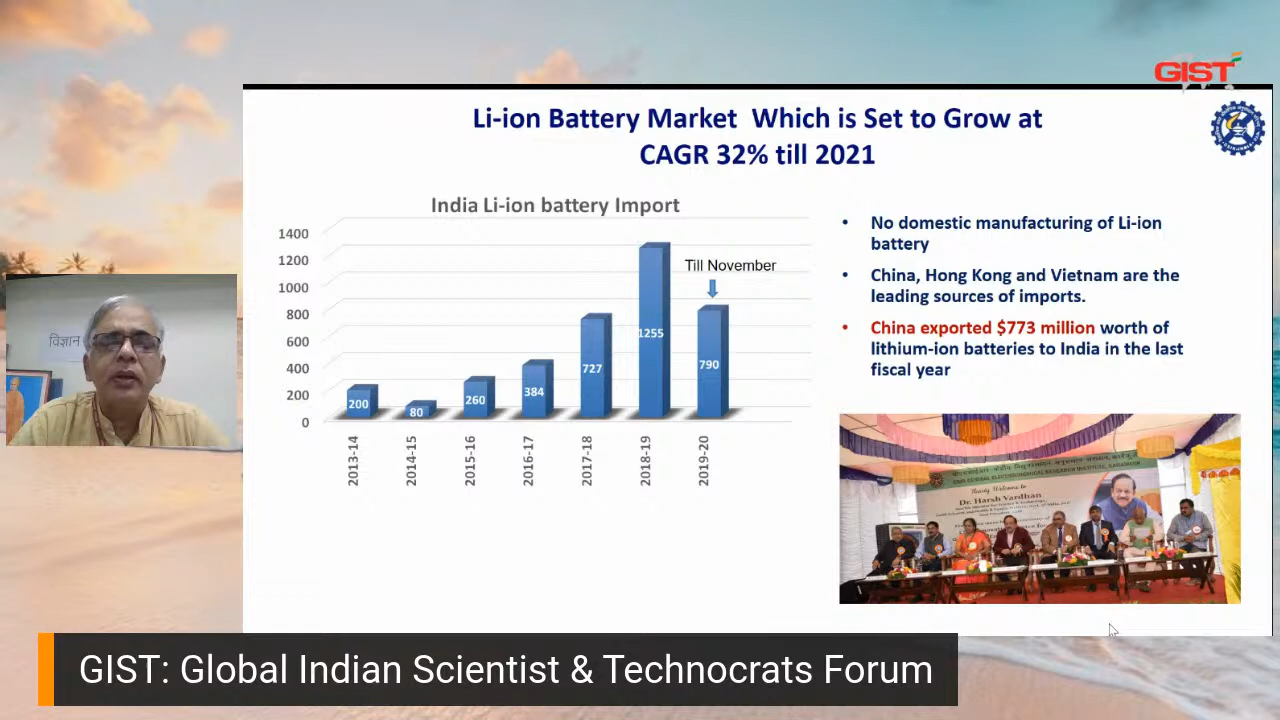 GIST
Li-ion Battery Market Which is Set to Grow at
CAGR 32% till 2021
India Li-ion battery Import
1400
1200
1000
800
600
400
200
0
Till November
200
80
260
384
727
1255
790
2013-14
2014-15
2015-16
2016-17
2017-18
2018-19
2019-20
• No domestic manufacturing of Li-ion
battery
• China, Hong Kong and Vietnam are the
leading sources of imports.
• China exported $773 million worth of
lithium-ion batteries to India in the last
fiscal year
विज्ञान
Dr. Harsh Vardhan
GIST: Global Indian Scientist & Technocrats Forum